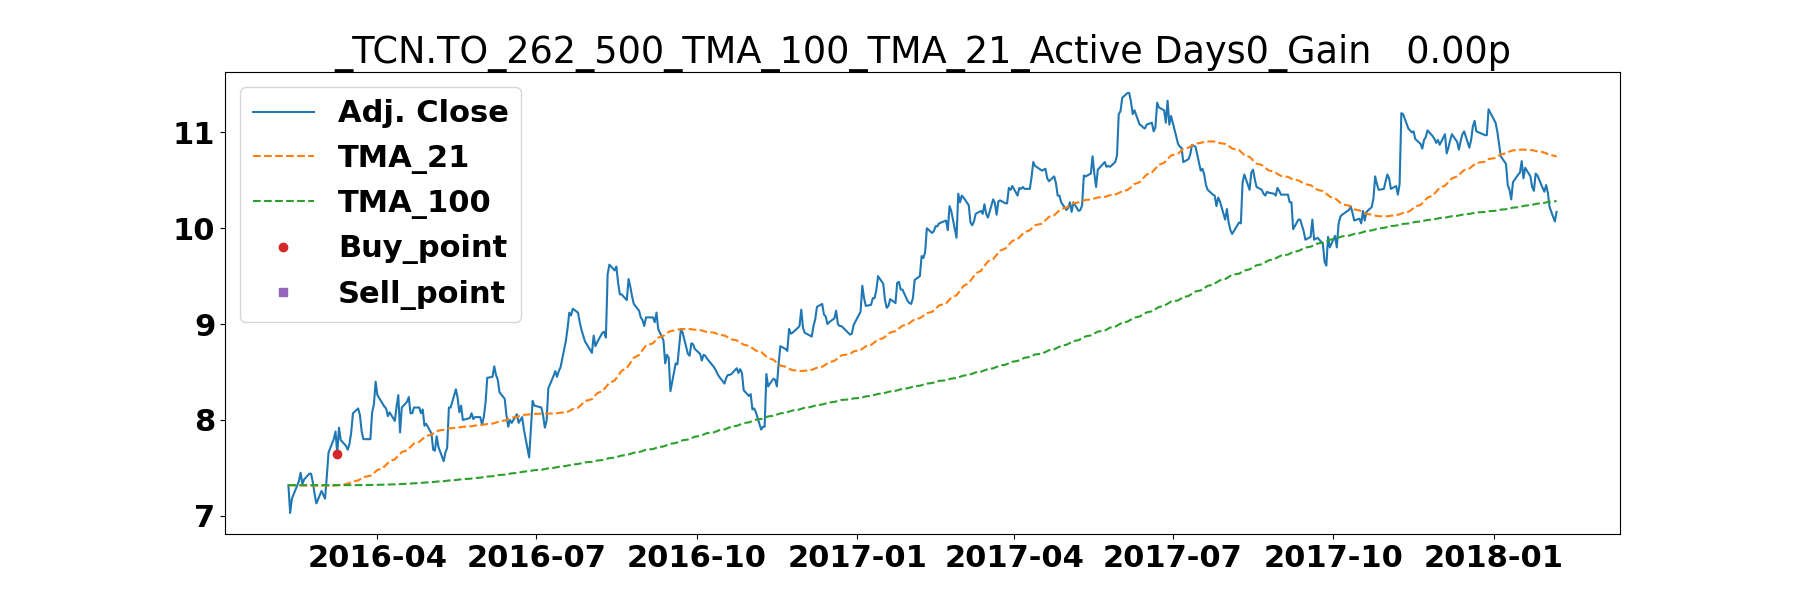 _TCN.TO_262_500_TMA_100_TMA_21_Active Days0_Gain   0.00p
Adj. Close
TMA_21
TMA_100
Buy_point
Sell_point
11
10
9
8
7
2016-04 2016-07 2016-10 2017-01 2017-04 2017-07 2017-10 2018-01